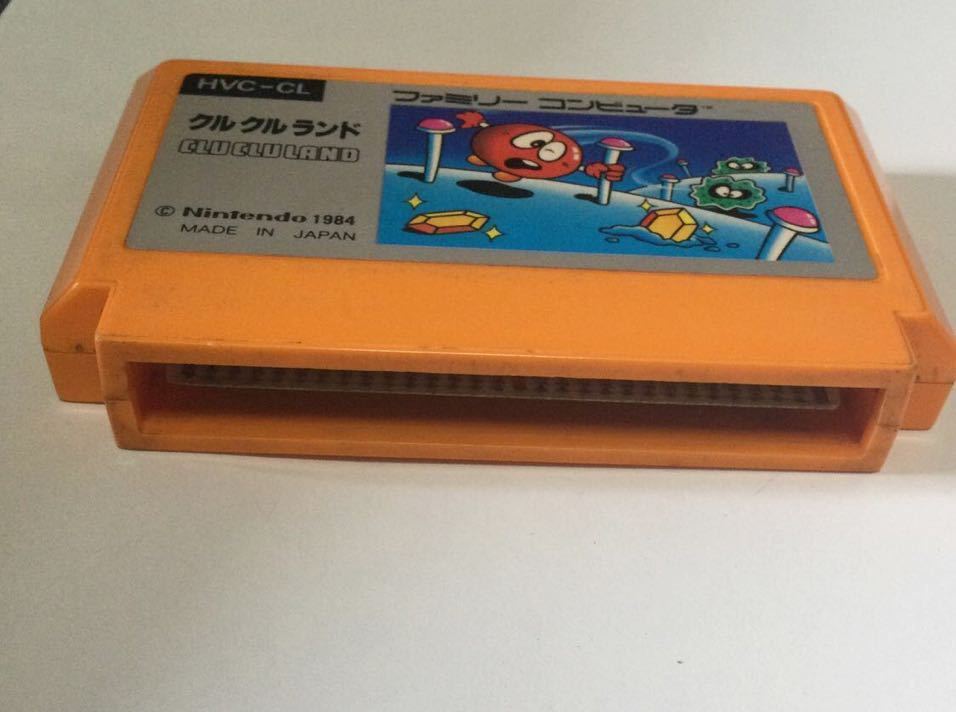 HVC-CL
ファミリー コンピュータ™
クルクルランド
CLU CLU LAND
© Nintendo 1984
MADE IN JAPAN